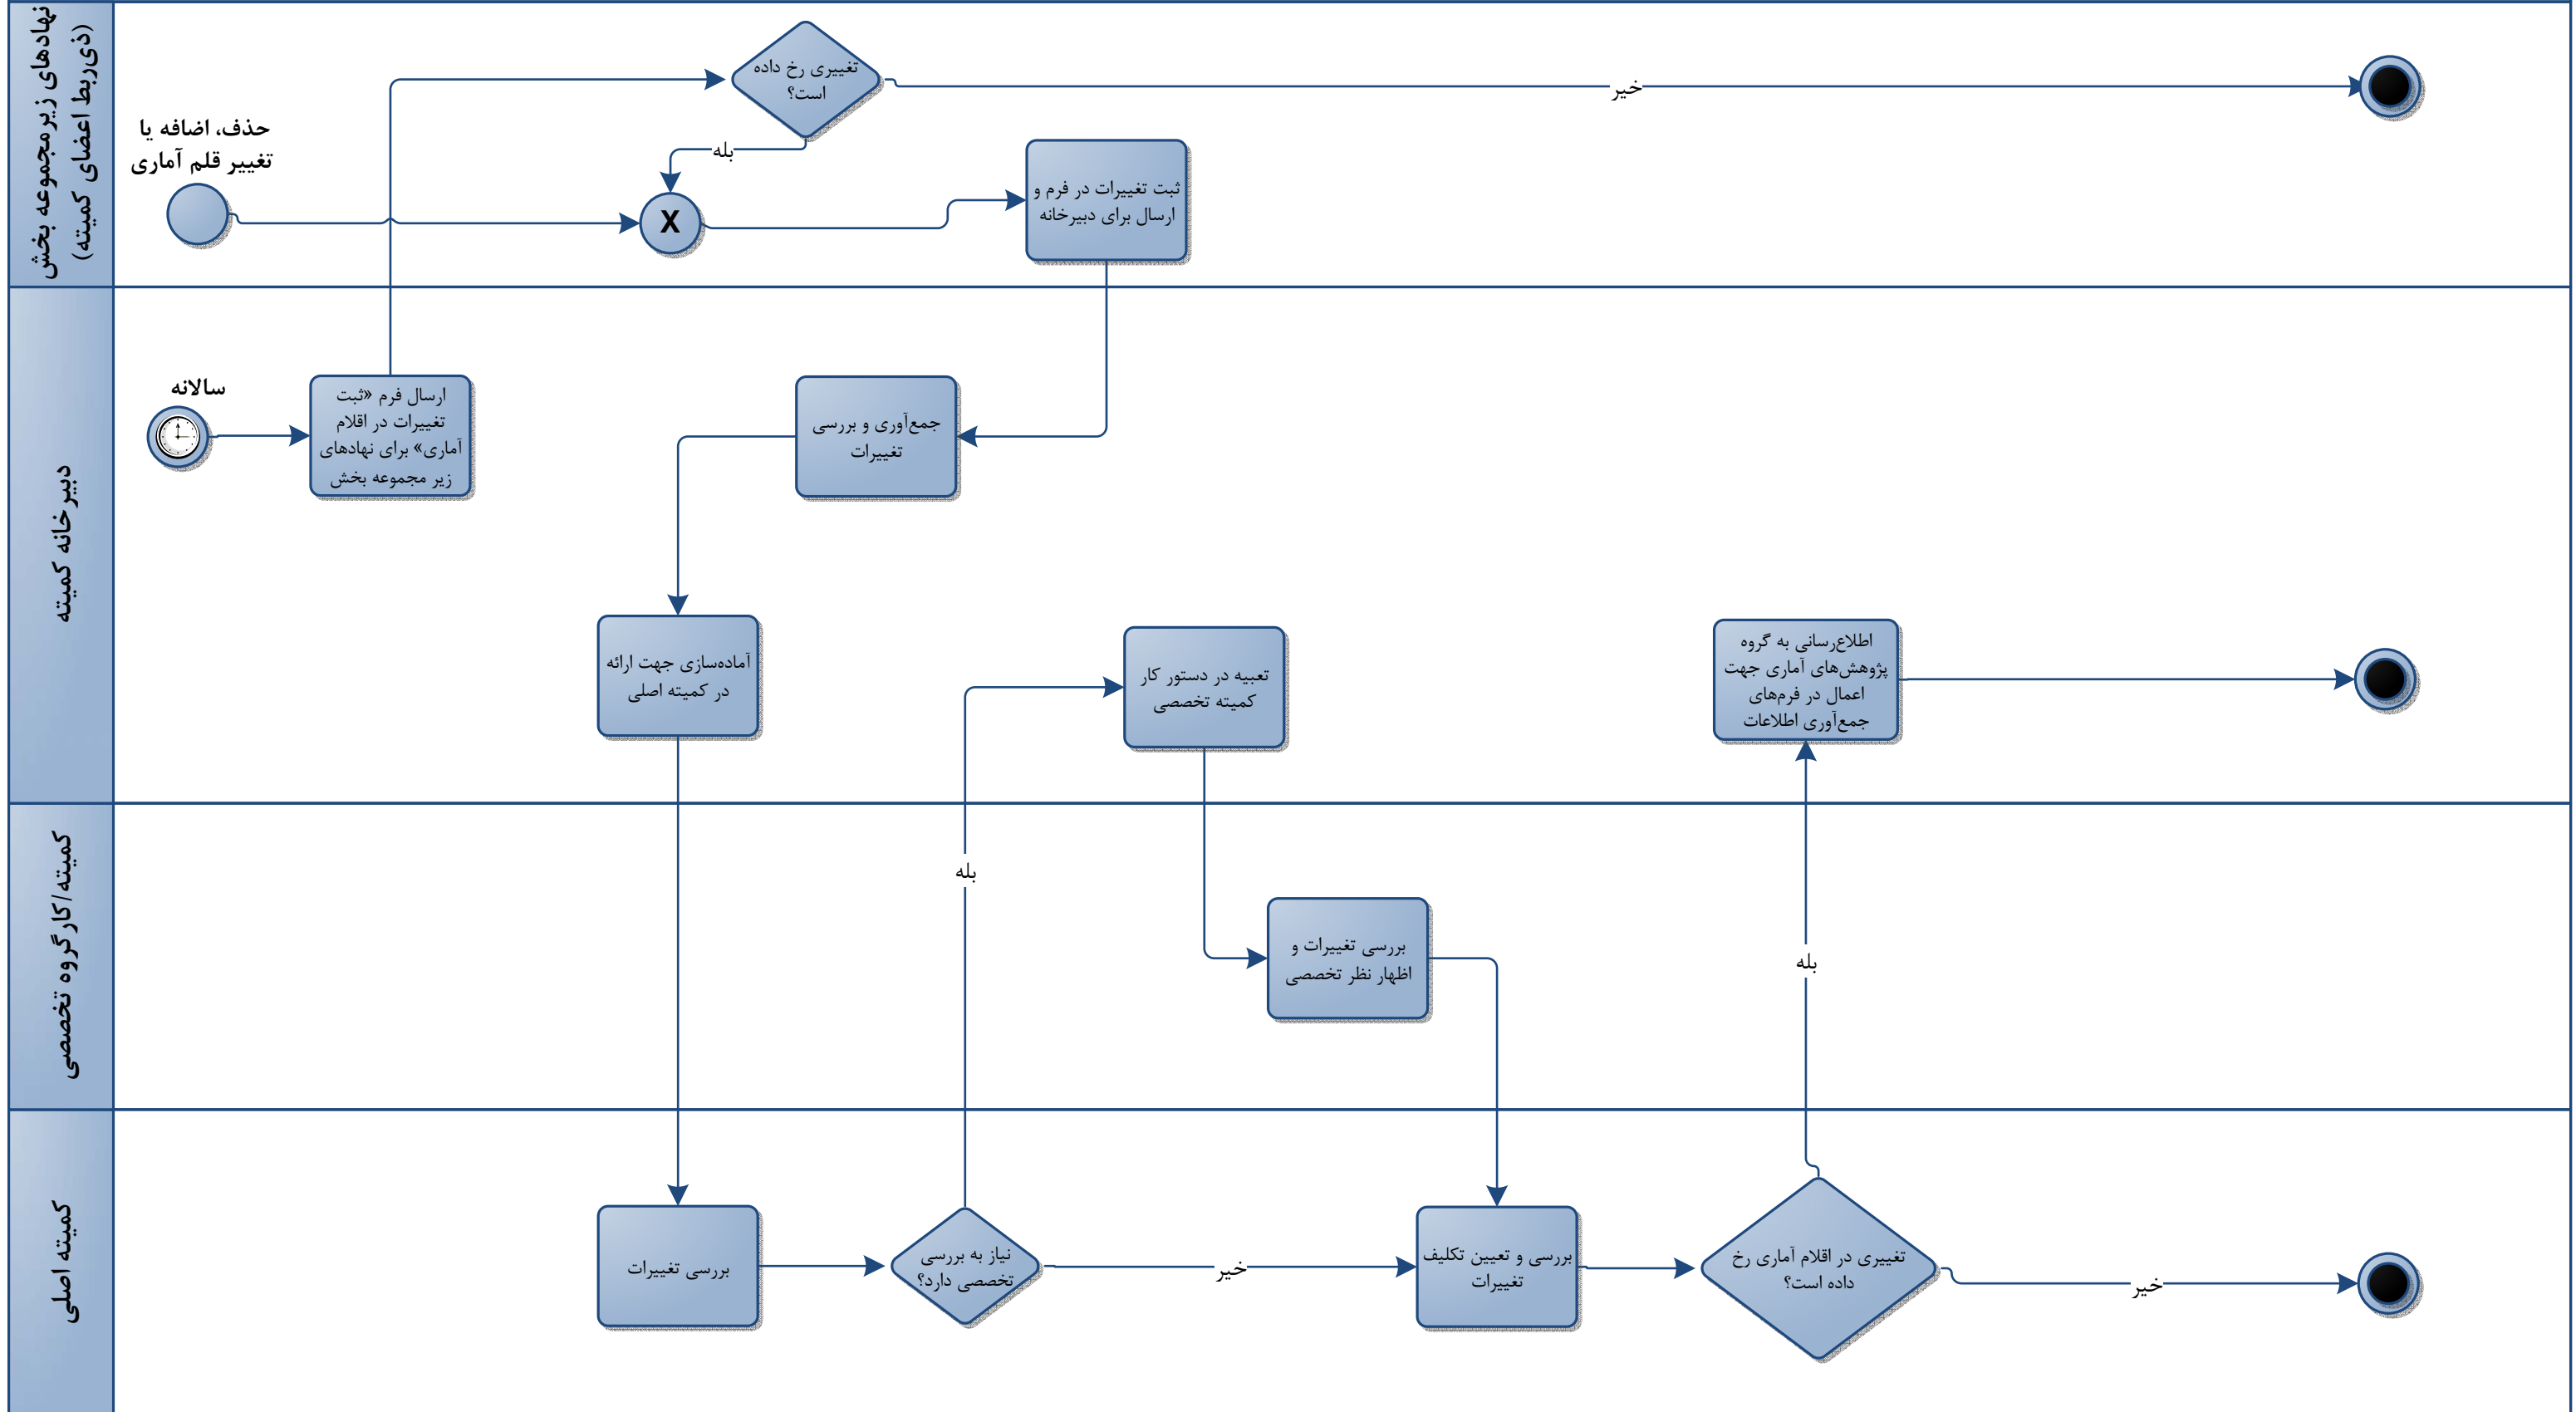 نهادهای زیرمجموعه بخش
(ذی‌ربط اعضای کمیته)
تغییری رخ داده
است؟
خیر
بله
حذف، اضافه یا
تغییر قلم آماری
X
ثبت تغییرات در فرم و
ارسال برای دبیرخانه
دبیرخانه کمیته
سالانه
ارسال فرم «ثبت
تغییرات در اقلام
آماری» برای نهادهای
زیر مجموعه بخش
جمع‌آوری و بررسی
تغییرات
آماده‌سازی جهت ارائه
در کمیته اصلی
تعبیه در دستور کار
کمیته تخصصی
اطلاع‌رسانی به گروه
پژوهش‌های آماری جهت
اعمال در فرم‌های
جمع‌آوری اطلاعات
کمیته/کارگروه تخصصی
بله
بررسی تغییرات و
اظهار نظر تخصصی
بله
کمیته اصلی
بررسی تغییرات
نیاز به بررسی
تخصصی دارد؟
خیر
بررسی و تعیین تکلیف
تغییرات
تغییری در اقلام آماری رخ
داده است؟
خیر